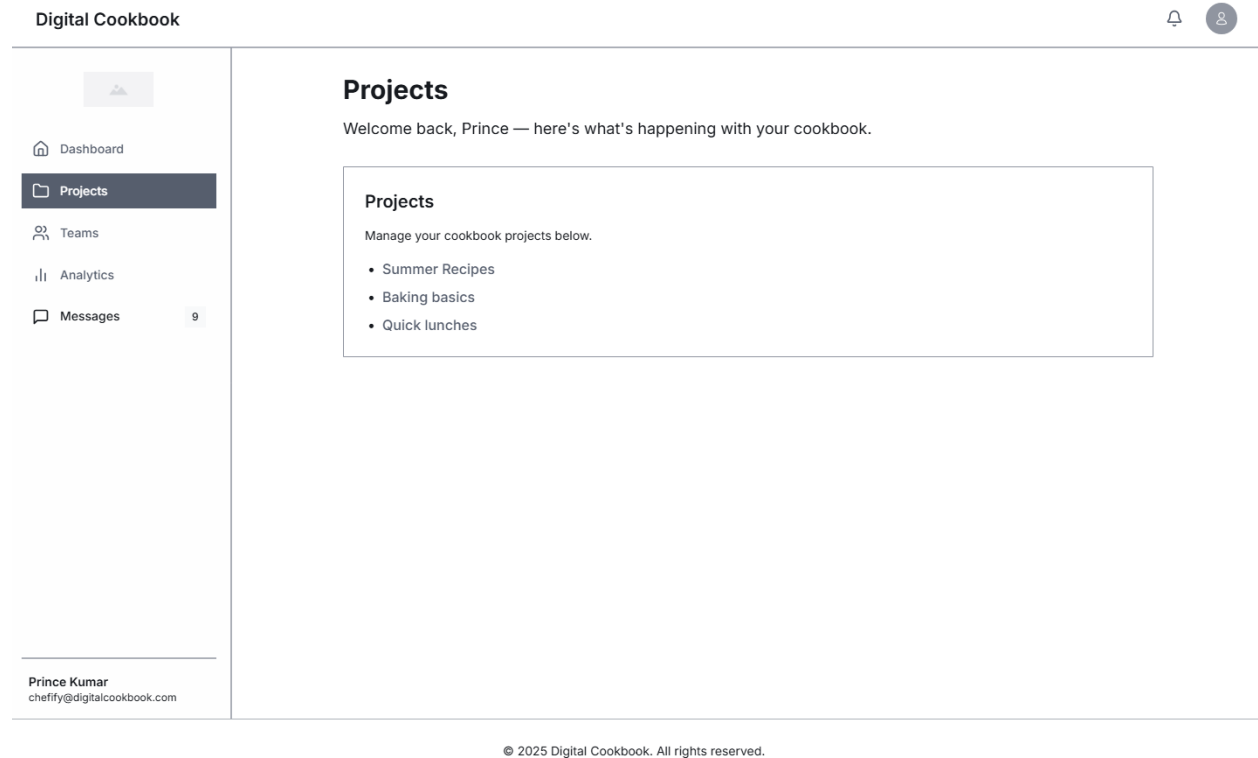 Digital Cookbook
Dashboard
Projects
Teams
Analytics
Messages 9
Prince Kumar
chefify@digitalcookbook.com
Projects
Welcome back, Prince — here's what's happening with your cookbook.
Projects
Manage your cookbook projects below.
• Summer Recipes
• Baking basics
• Quick lunches
© 2025 Digital Cookbook. All rights reserved.